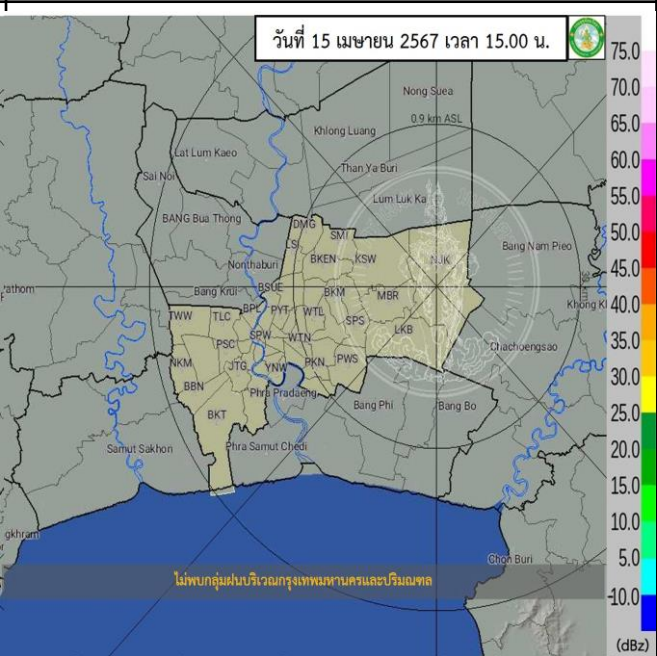 วันที่ 15 เมษายน 2567 เวลา 15.00 น.
75.0
70.0
65.0
60.0
55.0
50.0
45.0
40.0
35.0
30.0
25.0
20.0
15.0
10.0
5.0
-10.0
(dBz)
Nong Suea
0.9 km ASL
Khlong Luang
Lat Lum Kaeo
Than Ya Buri
Sai Noi
Lum Luk Ka
BANG Bua Thong
DMG
SMI
LSI
Bang Nam Pieo
BKEN
KSW
NJK
Nonthaburi
BSUE
Bang Krui
BKM
MBR
TWW
TLC
BPL
PYT
WTL
SPS
LKB
SPW
WTN
PSC
Chachoengsao
NKM
JTG
YNW
PKN
PWS
BBN
Phra Pradaeng
BKT
Bang Phi
Bang Bo
Samut Sakhon
Phra Samut Chedi
gkhram
Chon Buri
ไม่พบกลุ่มฝนบริเวณกรุงเทพมหานครและปริมณฑล